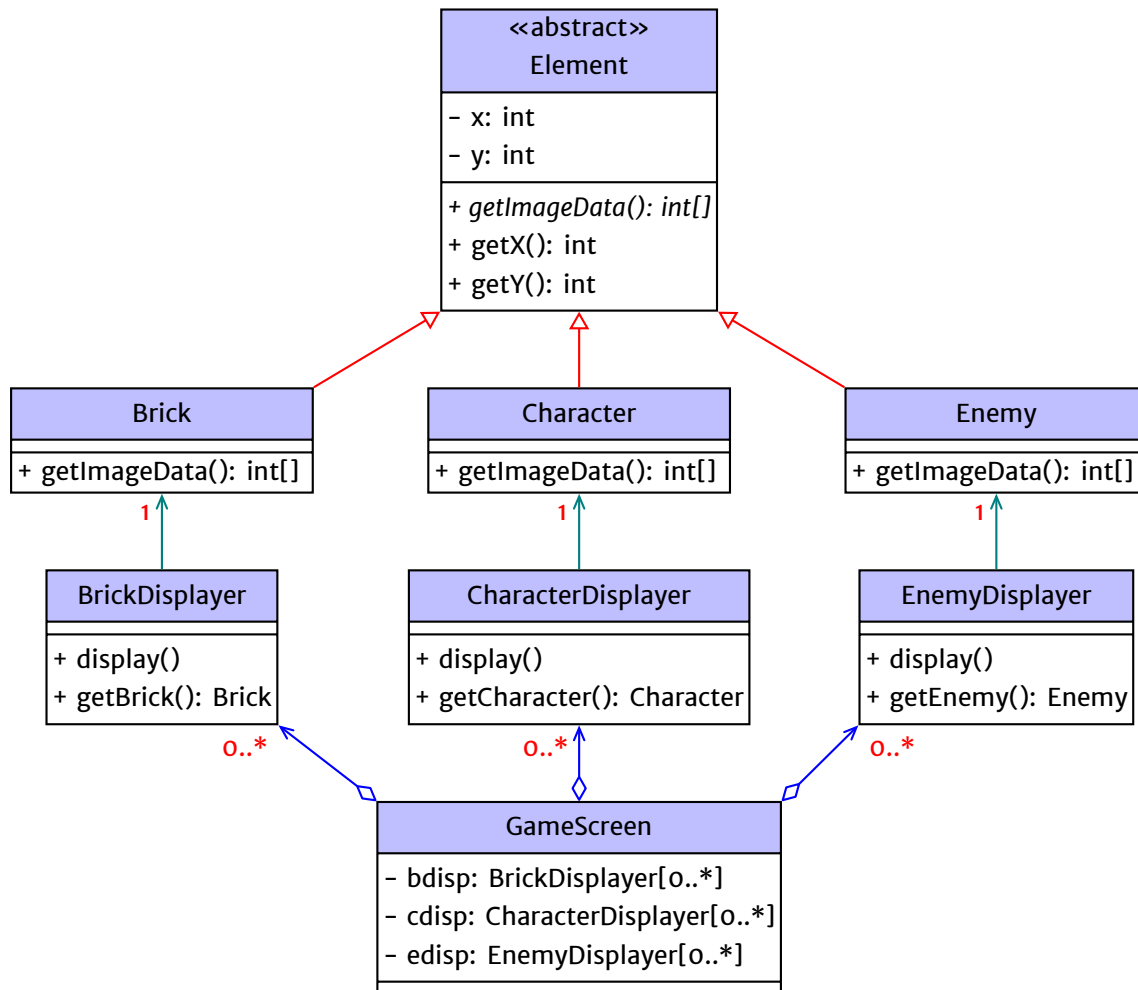 «abstract»
Element
- x: int
- y: int
+ getImageData(): int[]
+ getX(): int
+ getY(): int
Brick
+ getImageData(): int[]
Character
+ getImageData(): int[]
Enemy
+ getImageData(): int[]
1
1
1
BrickDisplayer
+ display()
+ getBrick(): Brick
CharacterDisplayer
+ display()
+ getCharacter(): Character
EnemyDisplayer
+ display()
+ getEnemy(): Enemy
0..*
0..*
0..*
GameScreen
- bdisp: BrickDisplayer[0..*]
- cdisp: CharacterDisplayer[0..*]
- edisp: EnemyDisplayer[0..*]